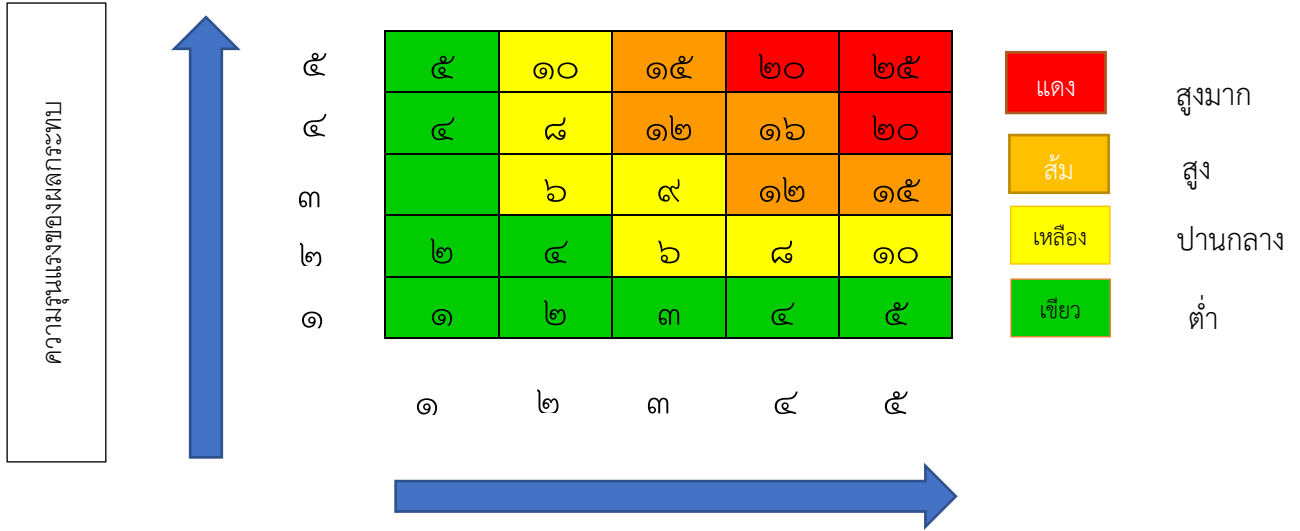 ความรุนแรงของผลกระทบ
๕ ๕ ๑๐ ๑๕ ๒๐ ๒๕
๔ ๔ ๘ ๑๒ ๑๖ ๒๐
๓ ๖ ๙ ๑๒ ๑๕
๒ ๒ ๔ ๖ ๘ ๑๐
๑ ๑ ๒ ๓ ๔ ๕
๑ ๒ ๓ ๔ ๕
แดง สูงมาก
ส้ม สูง
เหลือง ปานกลาง
เขียว ต่ำ